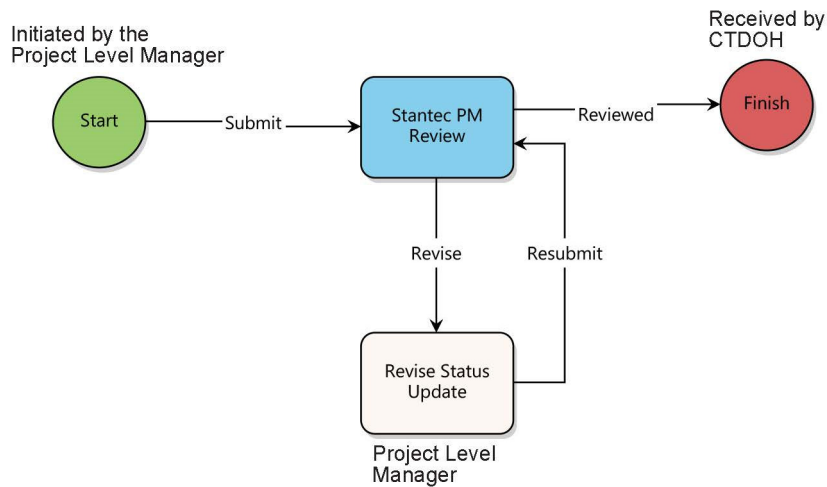 Initiated by the
Project Level Manager
Received by
CTDOH
Start
Submit
Stantec PM
Review
Reviewed
Finish
Revise
Resubmit
Revise Status
Update
Project Level
Manager